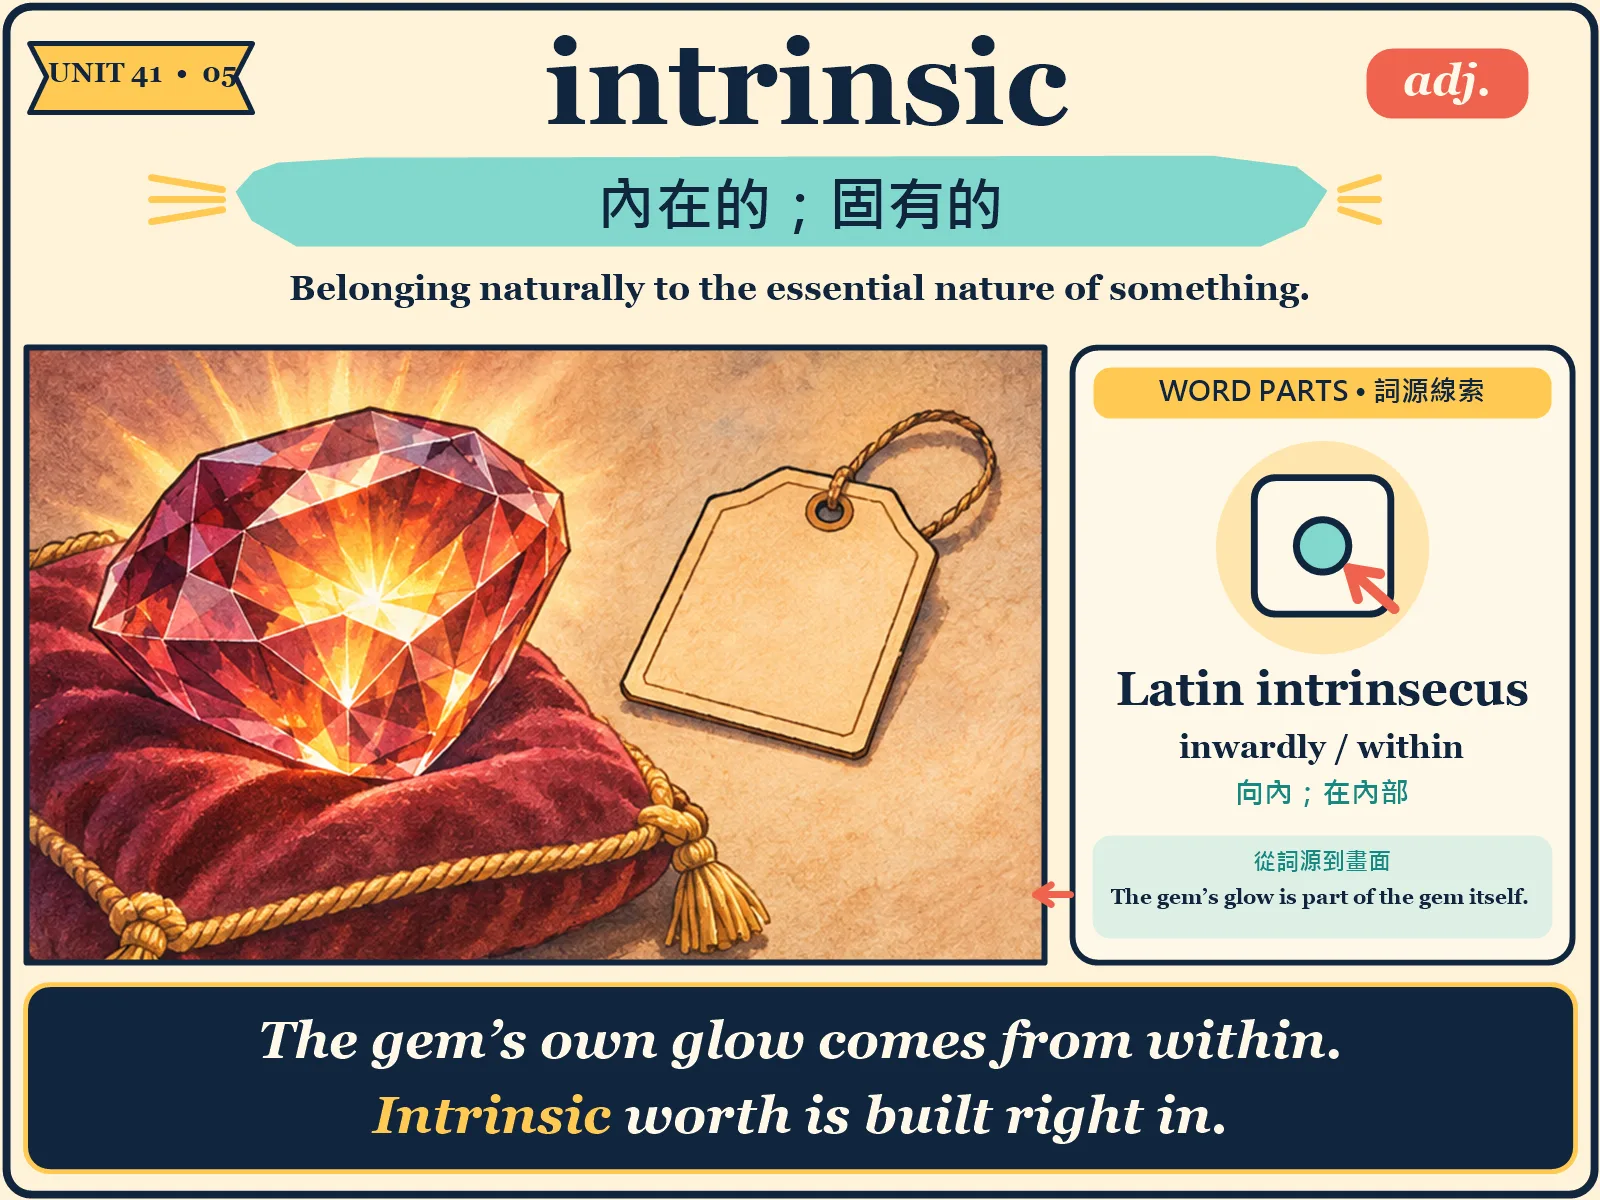 UNIT 41 • 05
intrinsic
adj.
內在的；固有的
Belonging naturally to the essential nature of something.
WORD PARTS • 詞源線索
Latin intrinsecus
inwardly / within
向內；在內部
從詞源到畫面
The gem’s glow is part of the gem itself.
The gem’s own glow comes from within.
Intrinsic worth is built right in.